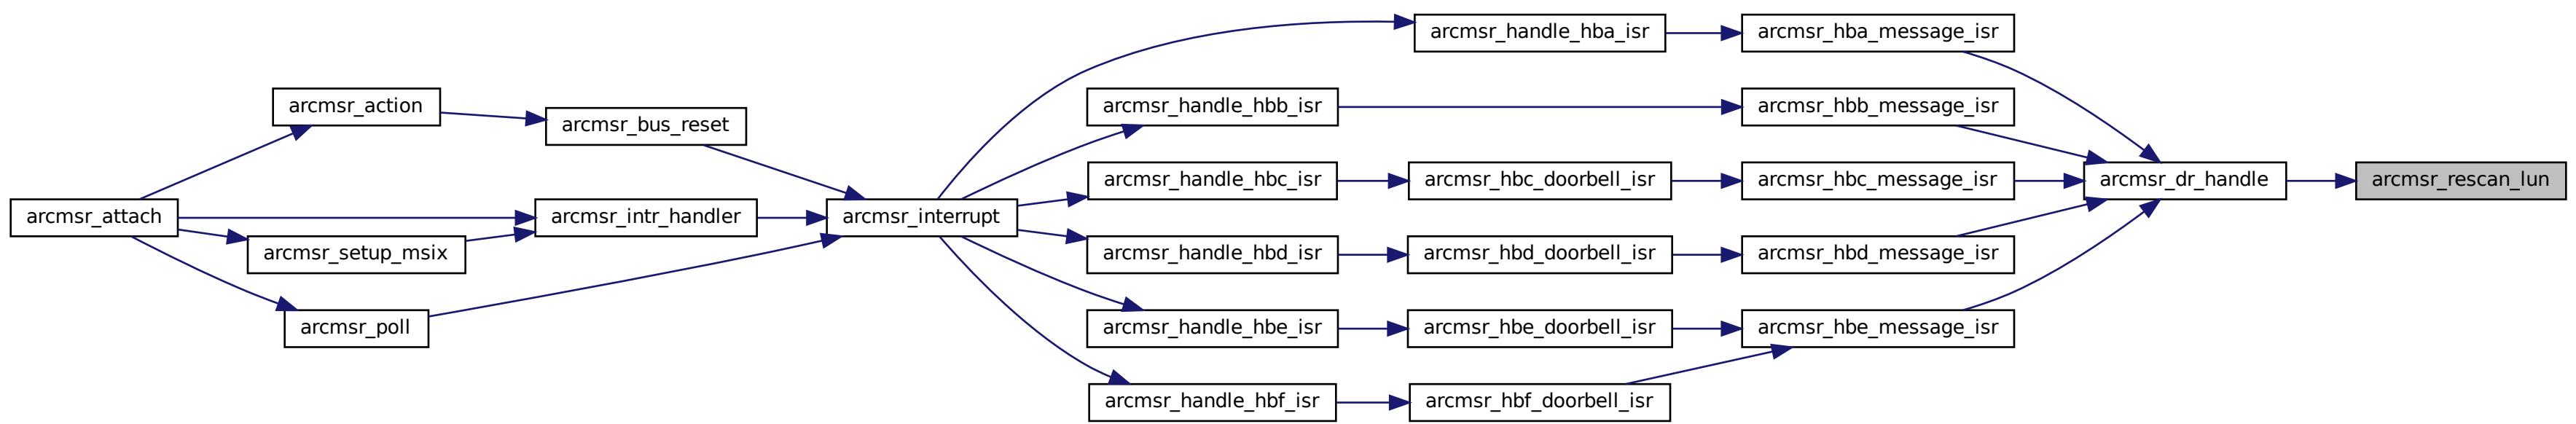 arcmsr_attach
arcmsr_action
arcmsr_setup_msix
arcmsr_poll
arcmsr_bus_reset
arcmsr_intr_handler
arcmsr_interrupt
arcmsr_handle_hba_isr
arcmsr_handle_hbb_isr
arcmsr_handle_hbc_isr
arcmsr_handle_hbd_isr
arcmsr_handle_hbe_isr
arcmsr_handle_hbf_isr
arcmsr_hbc_doorbell_isr
arcmsr_hbd_doorbell_isr
arcmsr_hbe_doorbell_isr
arcmsr_hbf_doorbell_isr
arcmsr_hba_message_isr
arcmsr_hbb_message_isr
arcmsr_hbc_message_isr
arcmsr_hbd_message_isr
arcmsr_hbe_message_isr
arcmsr_dr_handle
arcmsr_rescan_lun